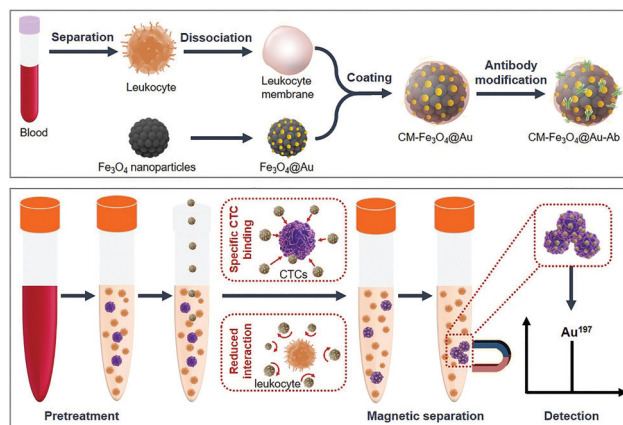 Separation
Dissociation
Leukocyte
Leukocyte
membrane
Blood
Coating
Antibody
modification
Fe₃O₄ nanoparticles
Fe₃O₄@Au
CM-Fe₃O₄@Au
CM-Fe₃O₄@Au-Ab
Specific CTC
binding
CTCs
Reduced
interaction
leukocyte
Au¹⁹⁷
Pretreatment
Magnetic separation
Detection